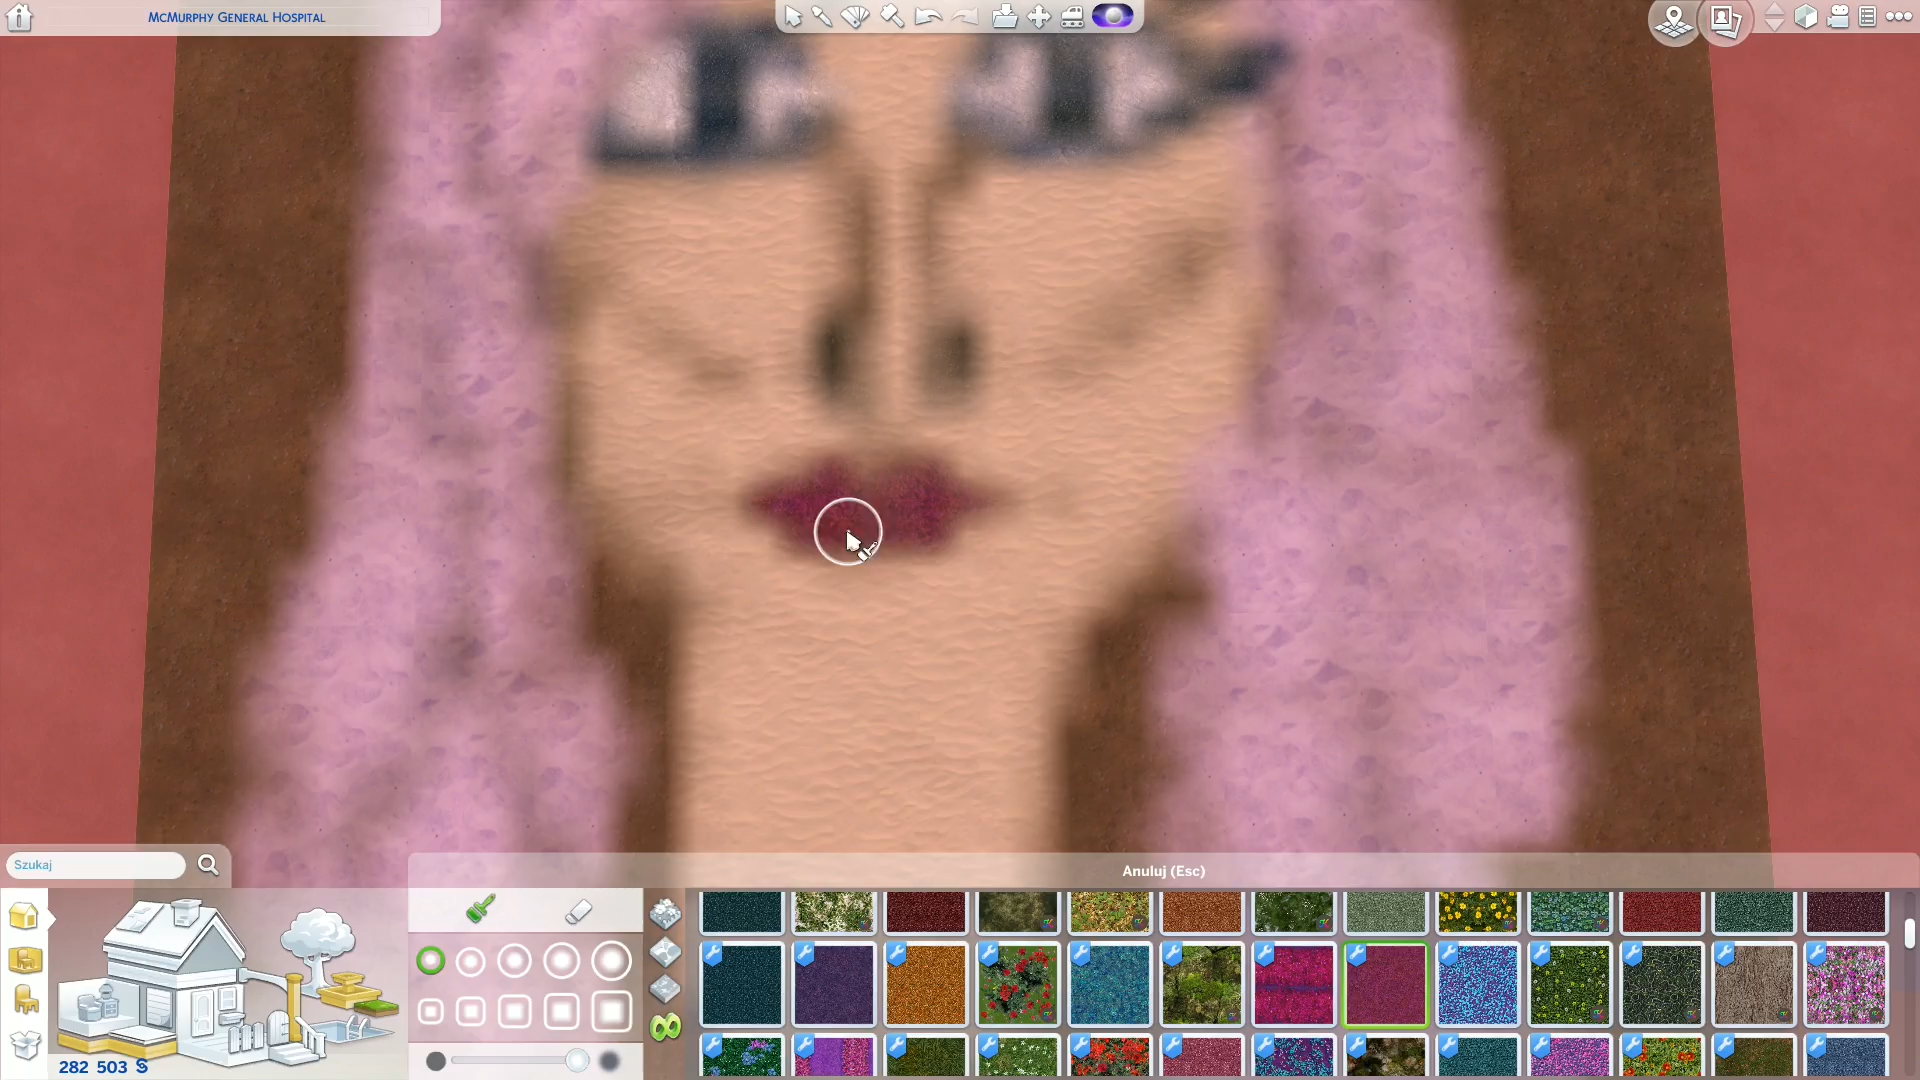 McMurphy General Hospital
Szukaj
Anuluj (Esc)
282 503 §